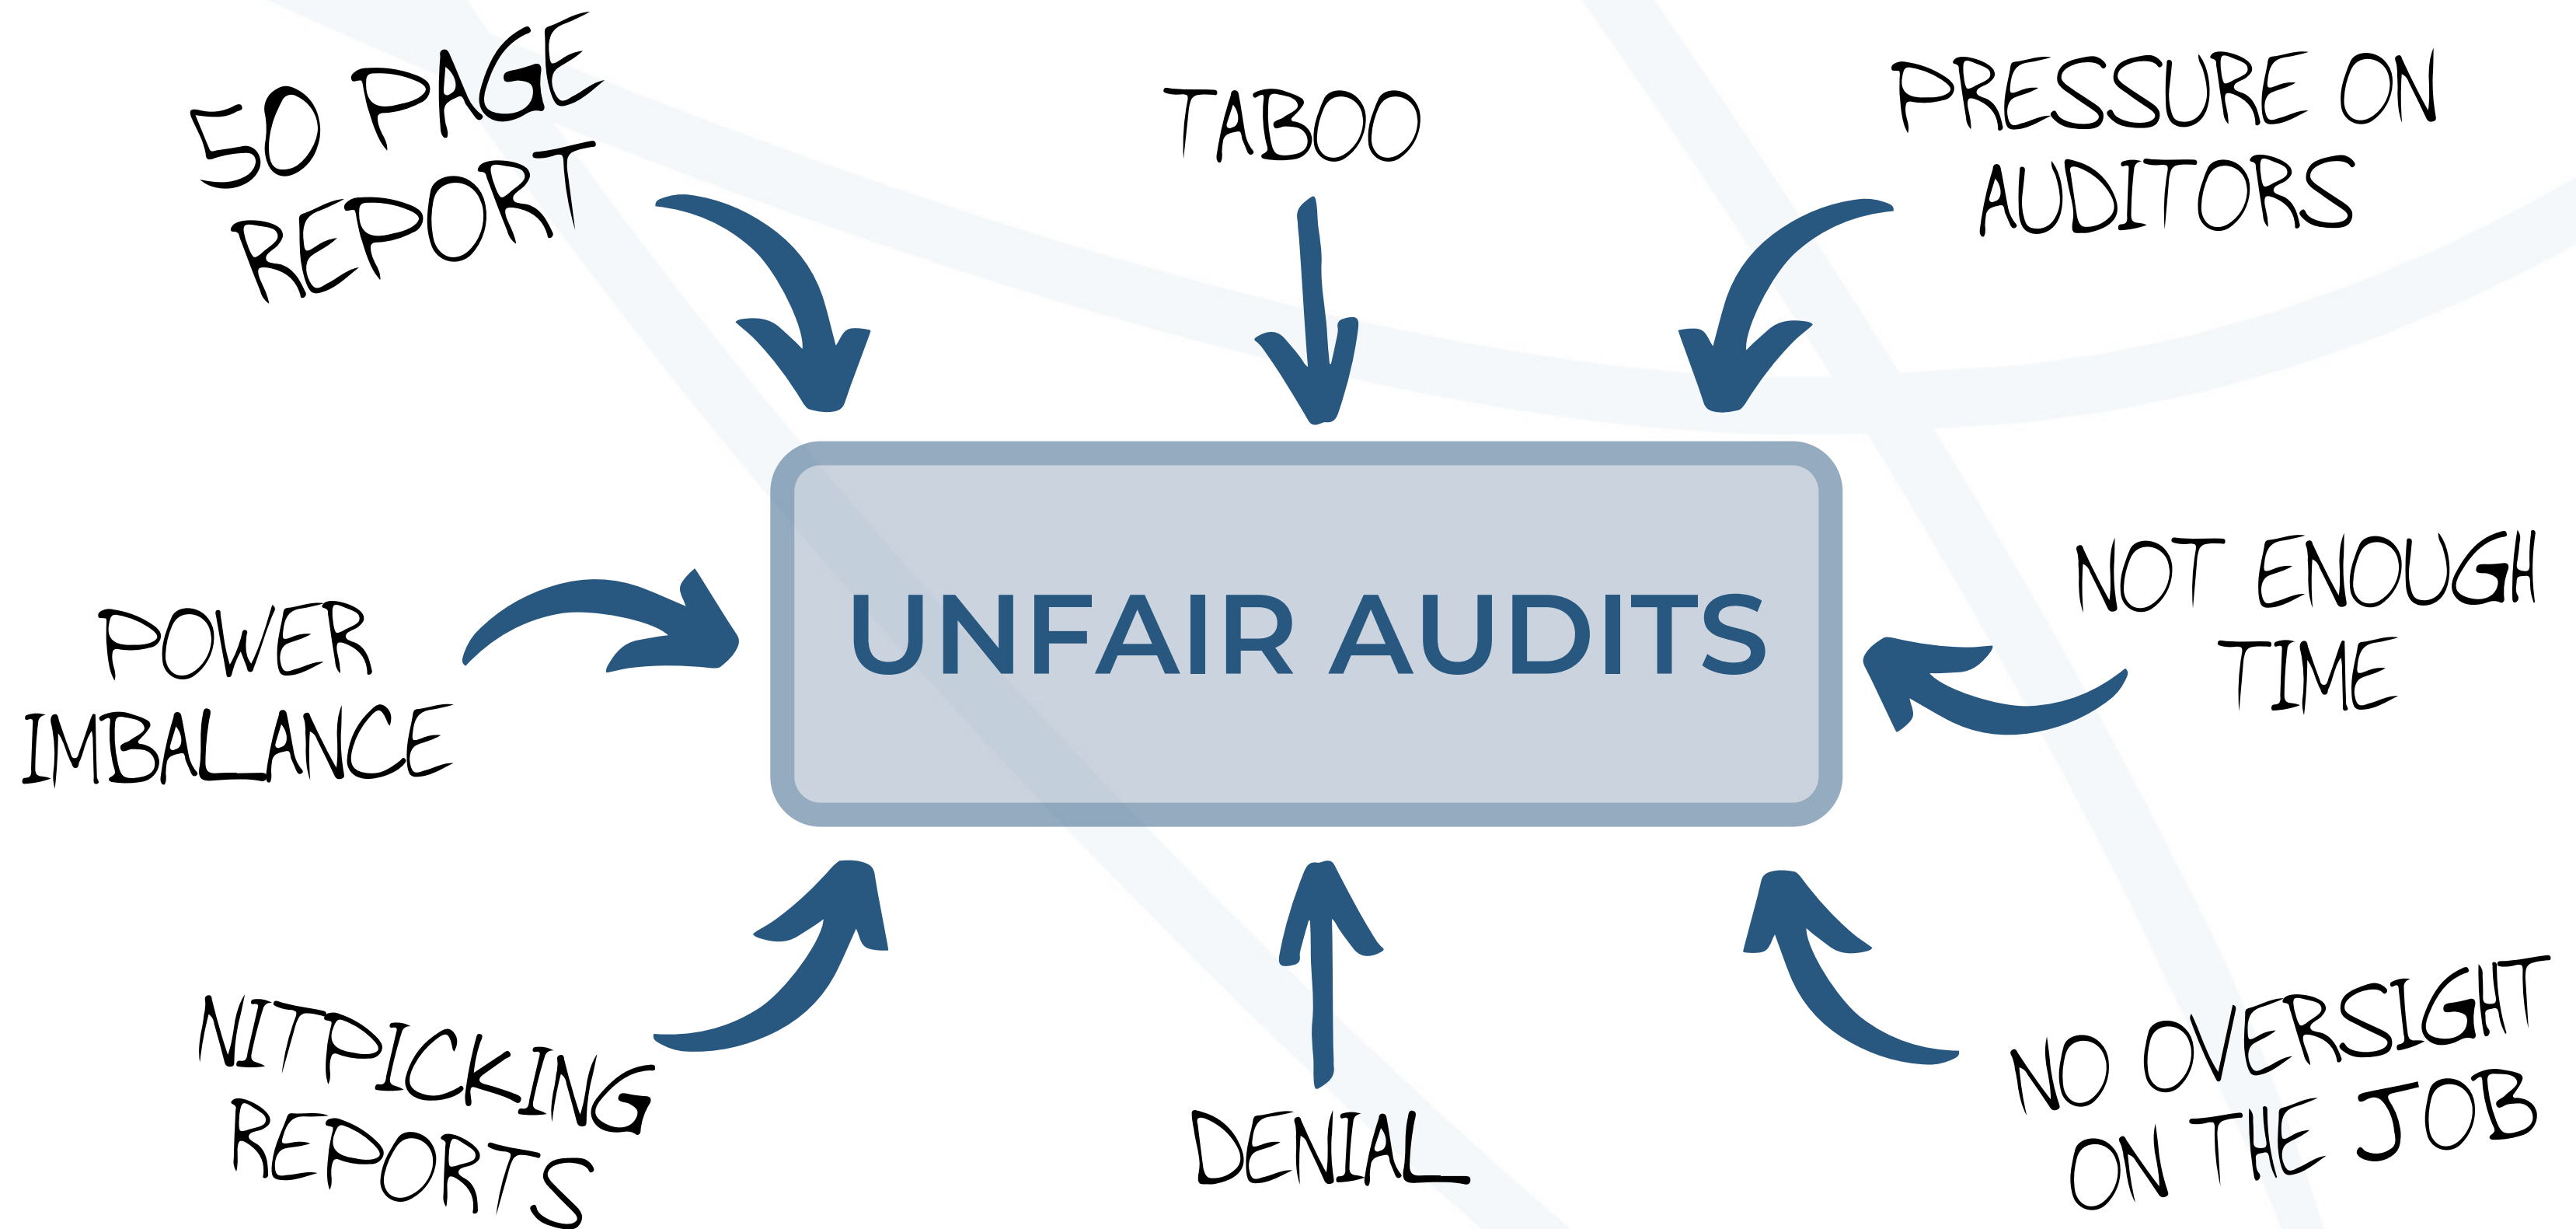 50 PAGE
REPORT
TABOO
PRESSURE ON
AUDITORS
POWER
IMBALANCE
UNFAIR AUDITS
NOT ENOUGH
TIME
NITPICKING
REPORTS
DENIAL
NO OVERSIGHT
ON THE JOB